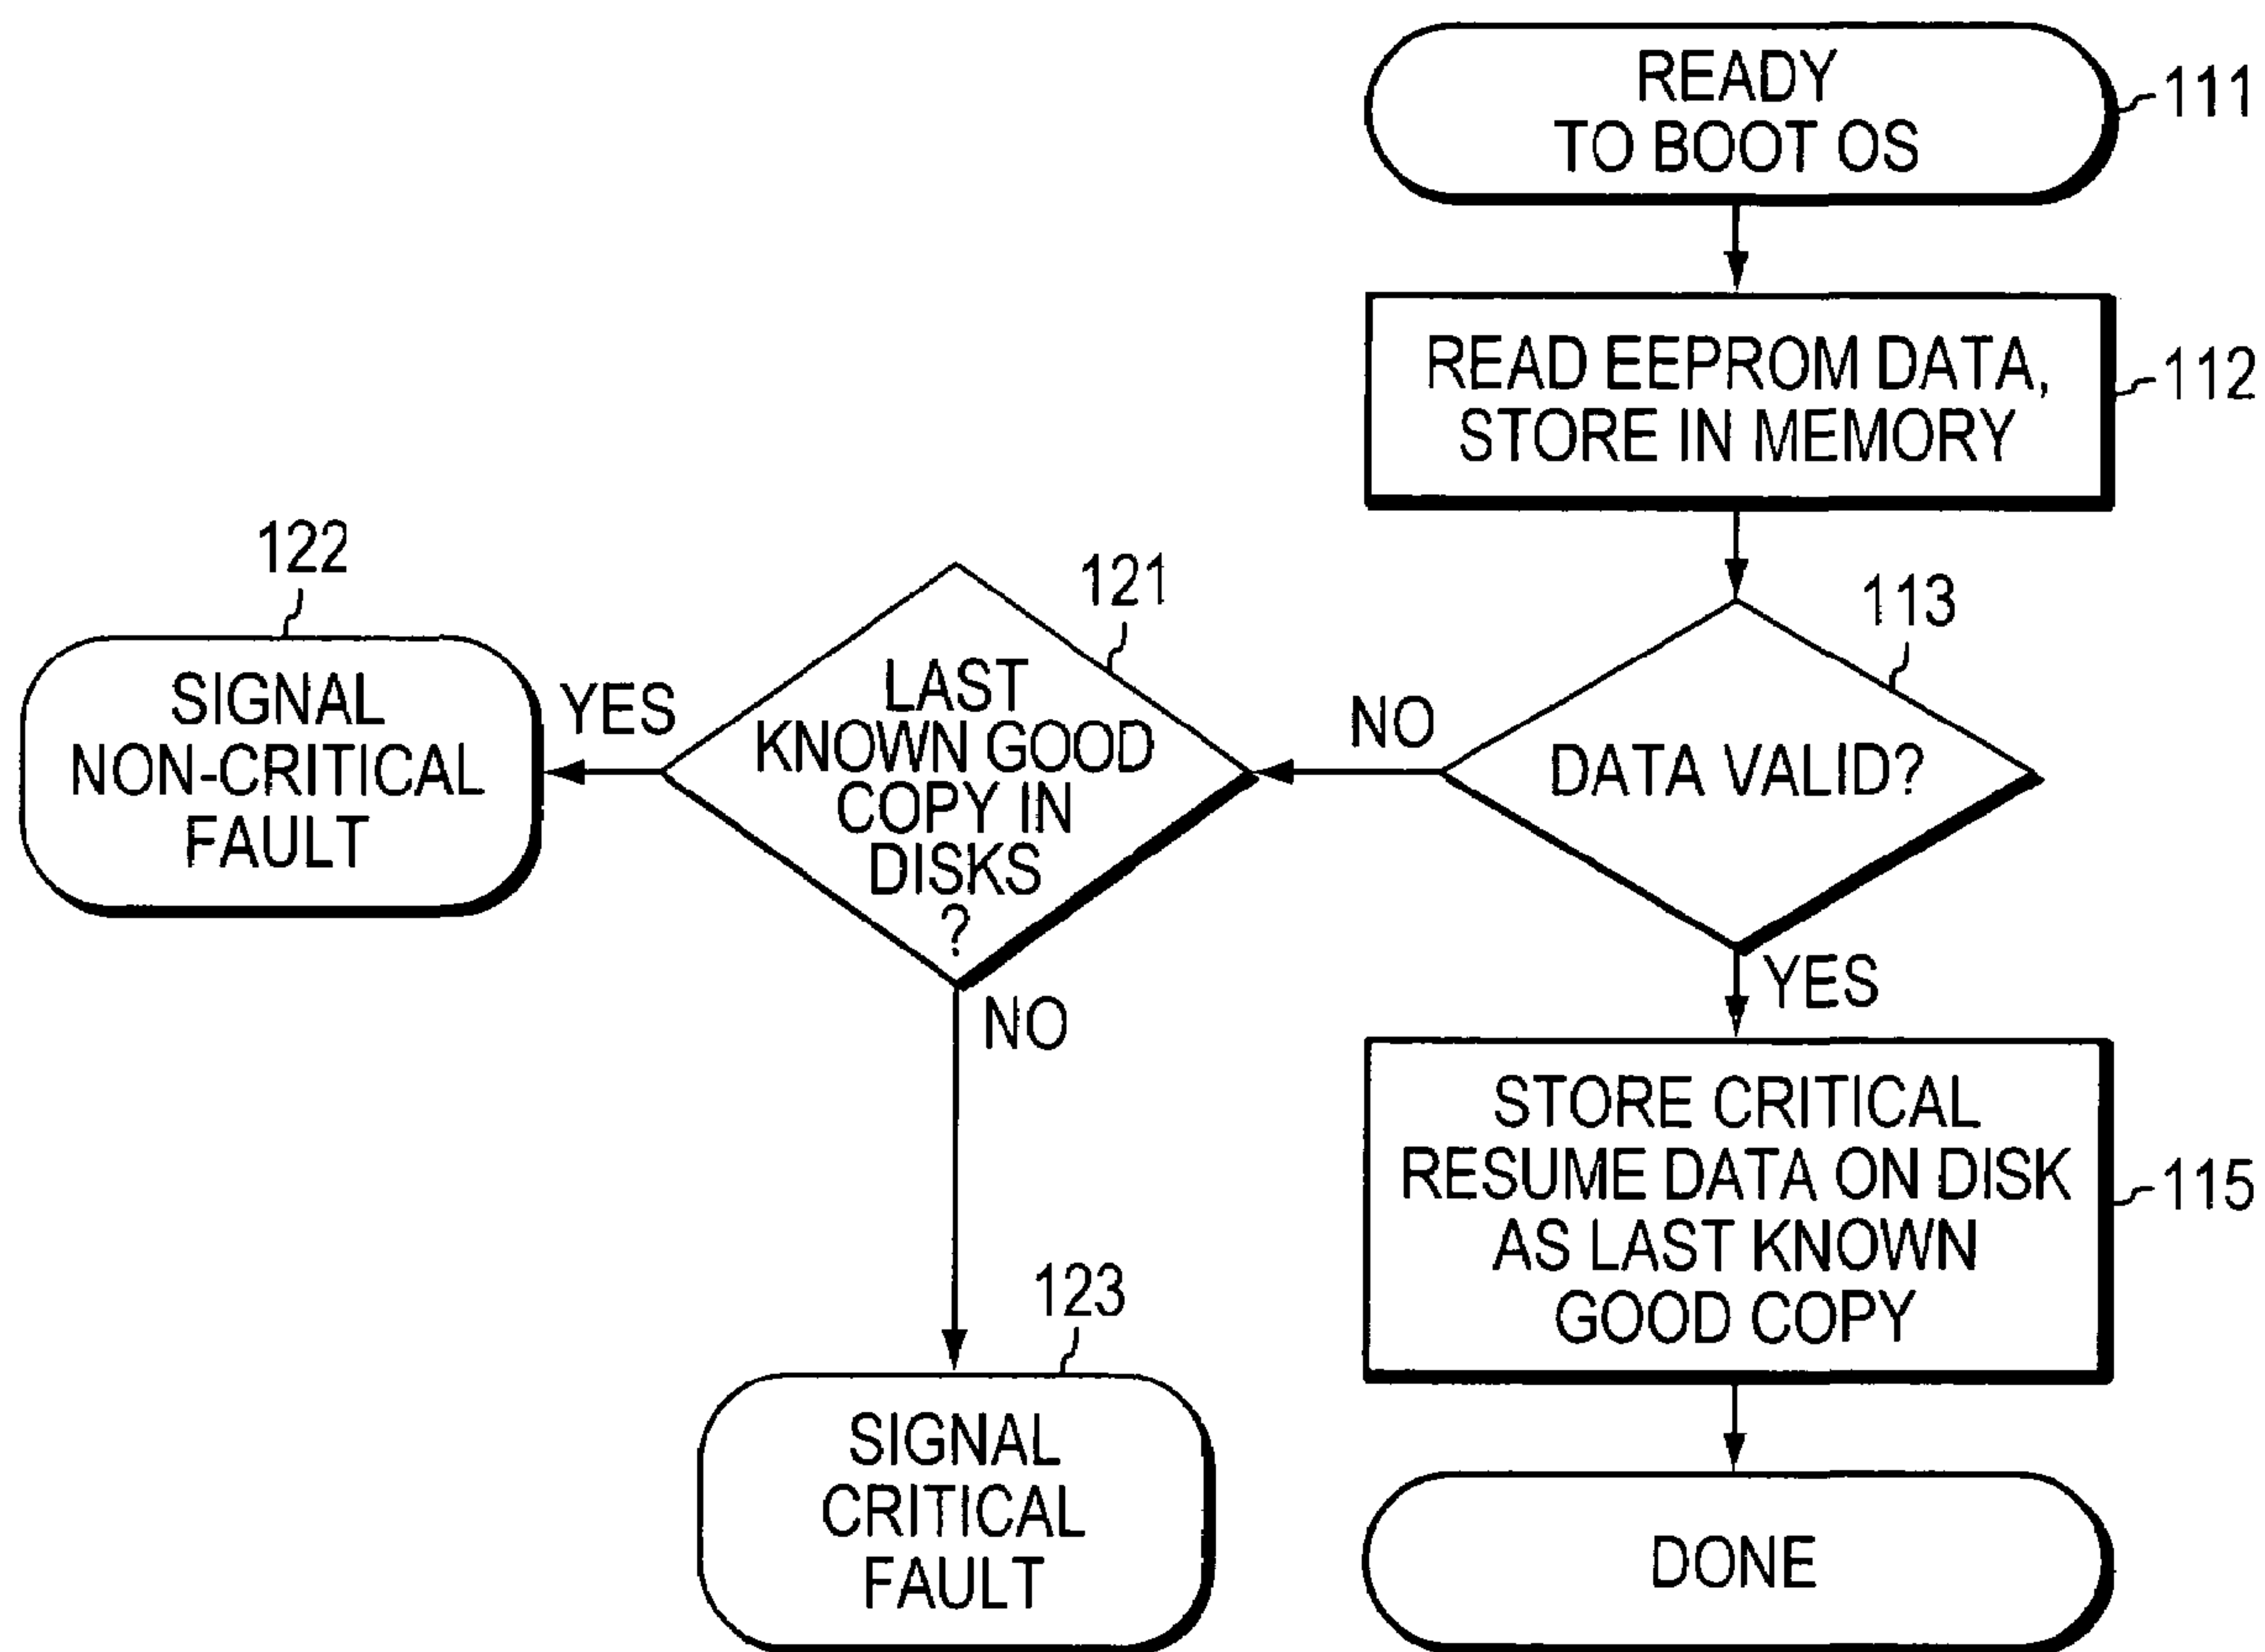 READY
TO BOOT OS
111
READ EEPROM DATA,
STORE IN MEMORY
112
113
DATA VALID?
NO
YES
121
LAST
KNOWN GOOD
COPY IN
DISKS
?
YES
NO
122
SIGNAL
NON-CRITICAL
FAULT
123
SIGNAL
CRITICAL
FAULT
STORE CRITICAL
RESUME DATA ON DISK
AS LAST KNOWN
GOOD COPY
115
DONE